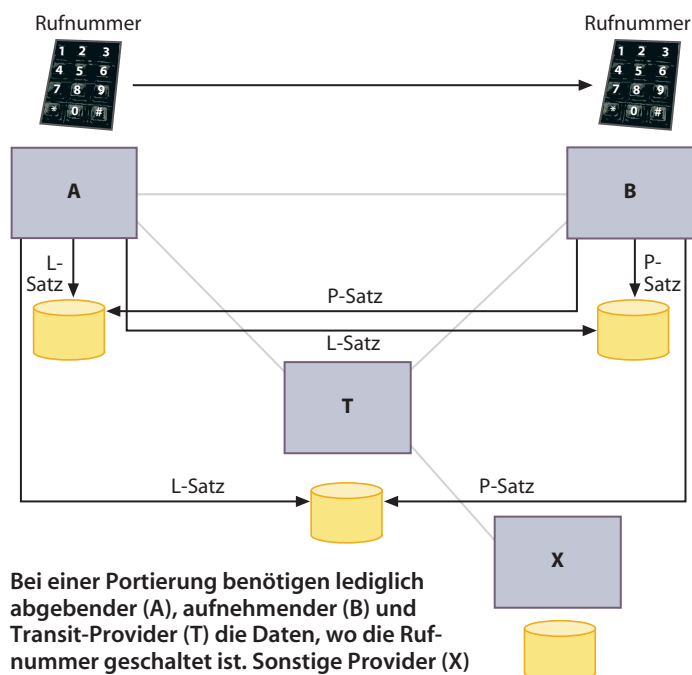 Rufnummer
Rufnummer
1 2 3
4 5 6
7 8 9
* 0 #
1 2 3
4 5 6
7 8 9
* 0 #
A
B
L-
Satz
P-
Satz
P-Satz
L-Satz
T
L-Satz
P-Satz
X
Bei einer Portierung benötigen lediglich
abgebender (A), aufnehmender (B) und
Transit-Provider (T) die Daten, wo die Ruf-
nummer geschaltet ist. Sonstige Provider (X)